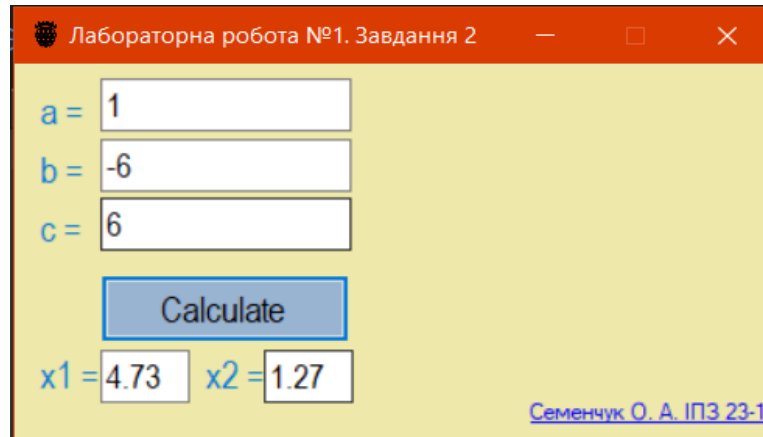 Лабораторна робота №1. Завдання 2
a = 1
b = -6
c = 6
Calculate
x1 = 4.73 x2 = 1.27
Семенчук О. А. ІПЗ 23-1